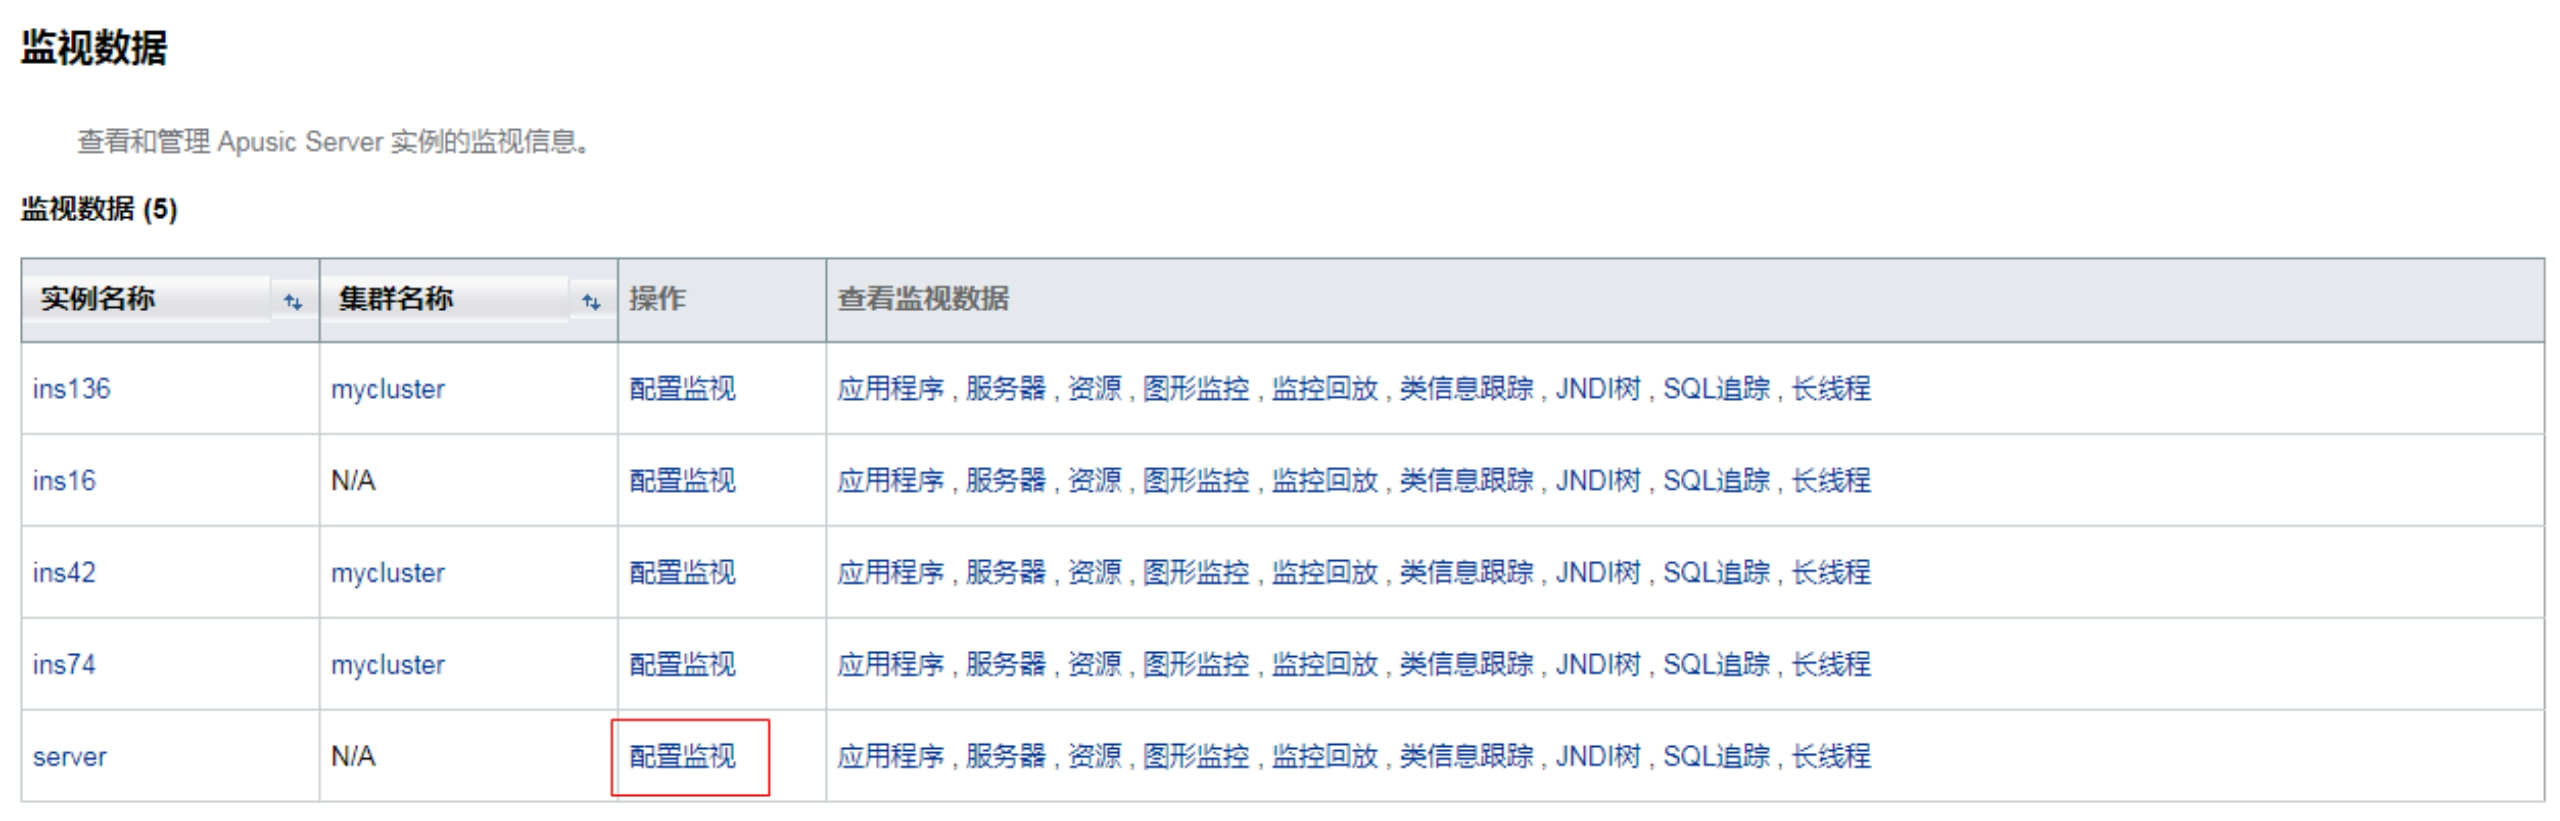 监视数据
查看和管理 Apusic Server 实例的监视信息。
监视数据 (5)
实例名称 集群名称 操作 查看监视数据
ins136 mycluster 配置监视 应用程序 , 服务器 , 资源 , 图形监控 , 监控回放 , 类信息跟踪 , JNDI树 , SQL追踪 , 长线程
ins16 N/A 配置监视 应用程序 , 服务器 , 资源 , 图形监控 , 监控回放 , 类信息跟踪 , JNDI树 , SQL追踪 , 长线程
ins42 mycluster 配置监视 应用程序 , 服务器 , 资源 , 图形监控 , 监控回放 , 类信息跟踪 , JNDI树 , SQL追踪 , 长线程
ins74 mycluster 配置监视 应用程序 , 服务器 , 资源 , 图形监控 , 监控回放 , 类信息跟踪 , JNDI树 , SQL追踪 , 长线程
server N/A 配置监视 应用程序 , 服务器 , 资源 , 图形监控 , 监控回放 , 类信息跟踪 , JNDI树 , SQL追踪 , 长线程